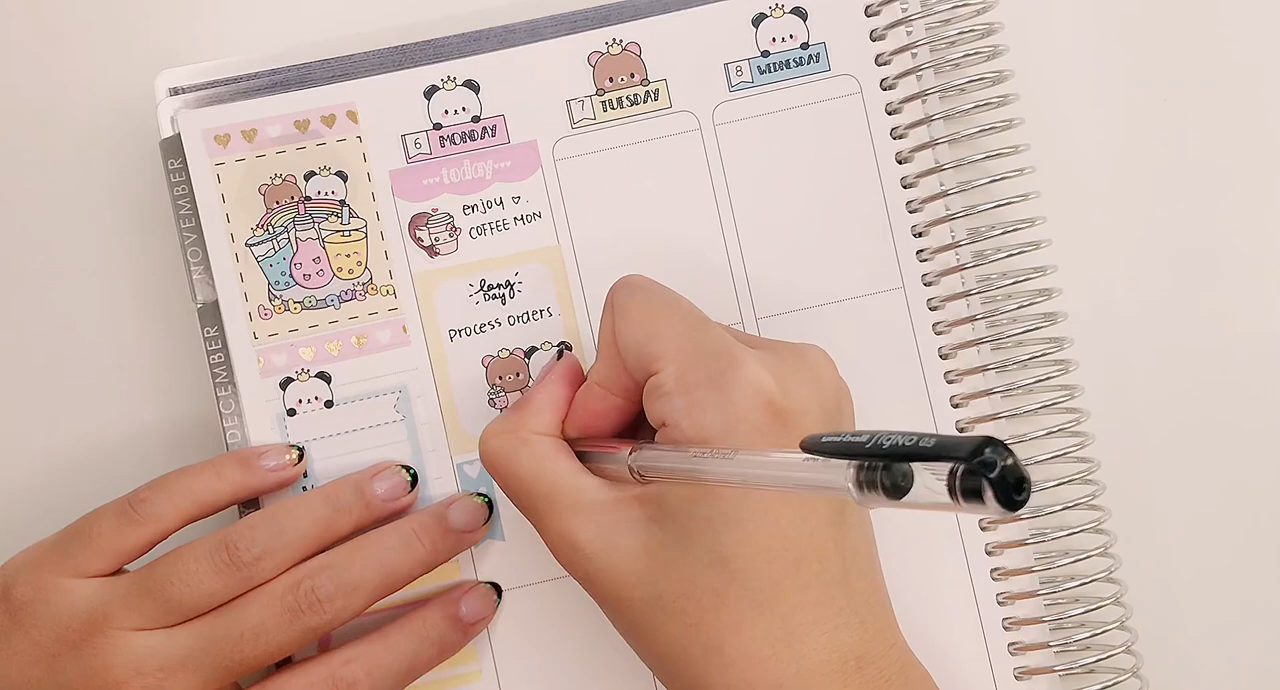 NOVEMBER
DECEMBER
boba queen
6 MONDAY
today
enjoy
COFFEE MON
Long
Day
Process orders.
7 TUESDAY
8 WEDNESDAY
uni-ball Signo 0.5